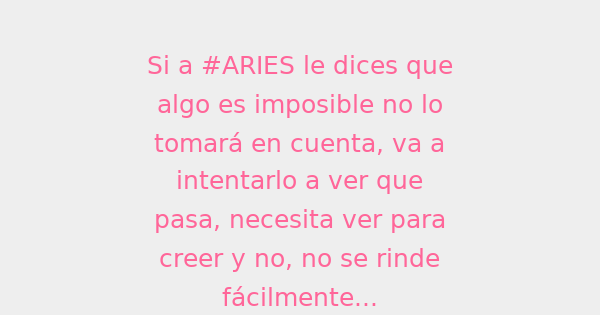 Si a #ARIES le dices que
algo es imposible no lo
tomará en cuenta, va a
intentarlo a ver que
pasa, necesita ver para
creer y no, no se rinde
fácilmente...